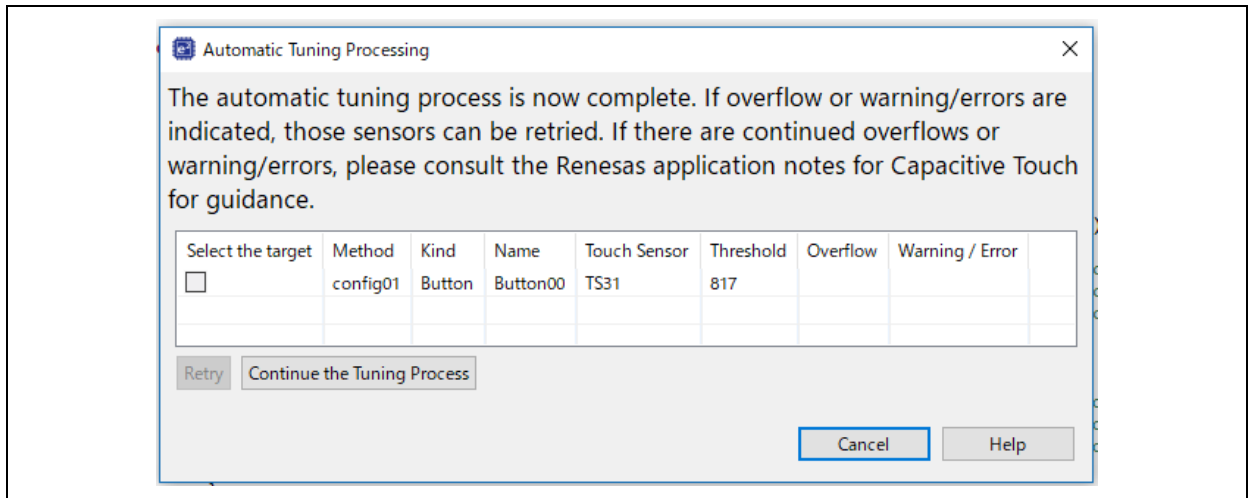 Automatic Tuning Processing
The automatic tuning process is now complete. If overflow or warning/errors are
indicated, those sensors can be retried. If there are continued overflows or
warning/errors, please consult the Renesas application notes for Capacitive Touch
for guidance.
Select the target Method Kind Name Touch Sensor Threshold Overflow Warning / Error
config01 Button Button00 TS31 817
Retry Continue the Tuning Process
Cancel Help